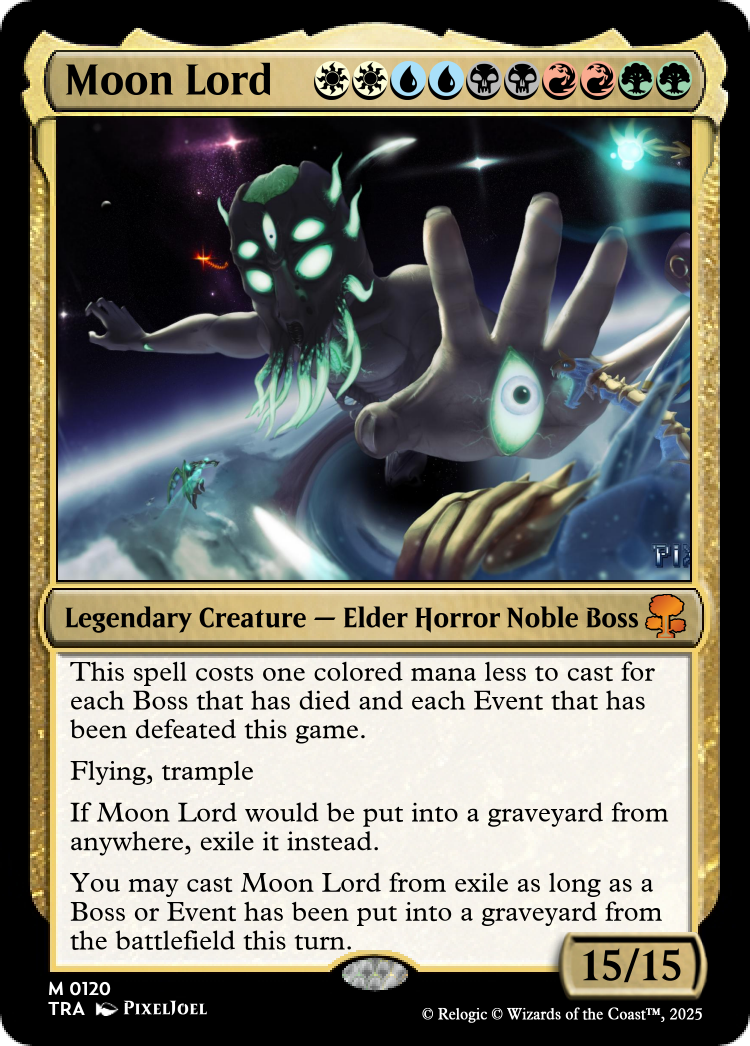 Moon Lord
Pi
Legendary Creature — Elder Horror Noble Boss
This spell costs one colored mana less to cast for
each Boss that has died and each Event that has
been defeated this game.
Flying, trample
If Moon Lord would be put into a graveyard from
anywhere, exile it instead.
You may cast Moon Lord from exile as long as a
Boss or Event has been put into a graveyard from
the battlefield this turn.
15/15
M 0120
TRA PixelJoel
© Relogic © Wizards of the Coast™, 2025